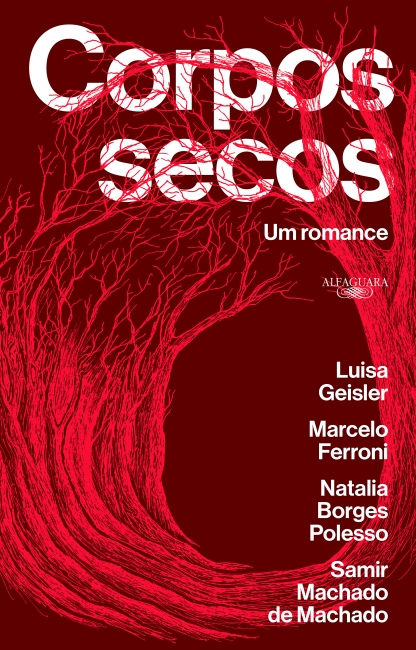 Corpos
secos
Um romance
ALFAGUARA
Luisa
Geisler
Marcelo
Ferroni
Natalia
Borges
Polesso
Samir
Machado
de Machado